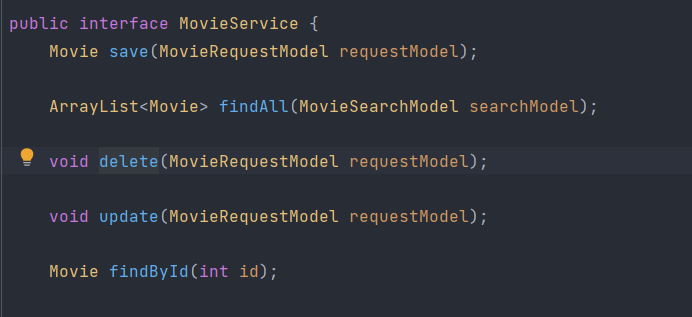 public interface MovieService {
Movie save(MovieRequestModel requestModel);
ArrayList<Movie> findAll(MovieSearchModel searchModel);
void delete(MovieRequestModel requestModel);
void update(MovieRequestModel requestModel);
Movie findById(int id);